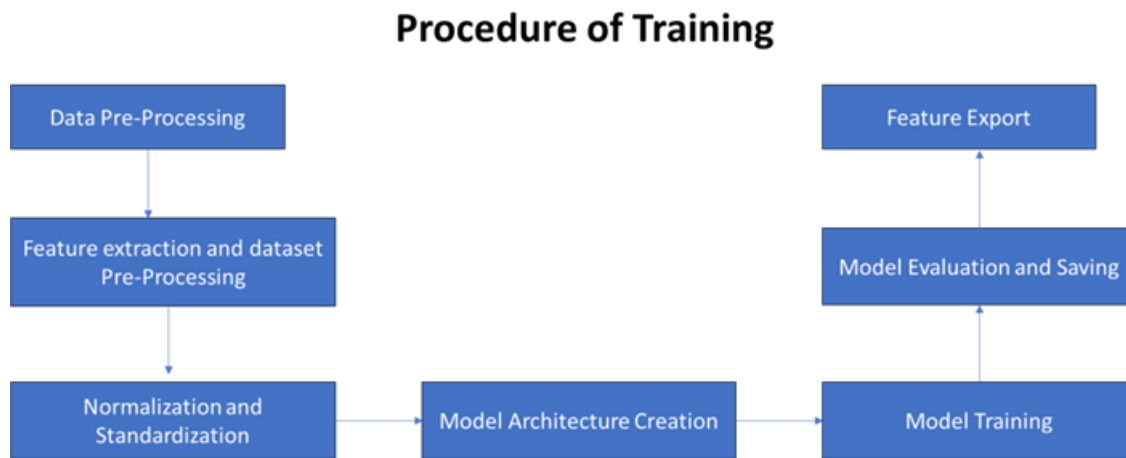 Procedure of Training
Data Pre-Processing
Feature extraction and dataset
Pre-Processing
Normalization and
Standardization
Model Architecture Creation
Model Training
Model Evaluation and Saving
Feature Export